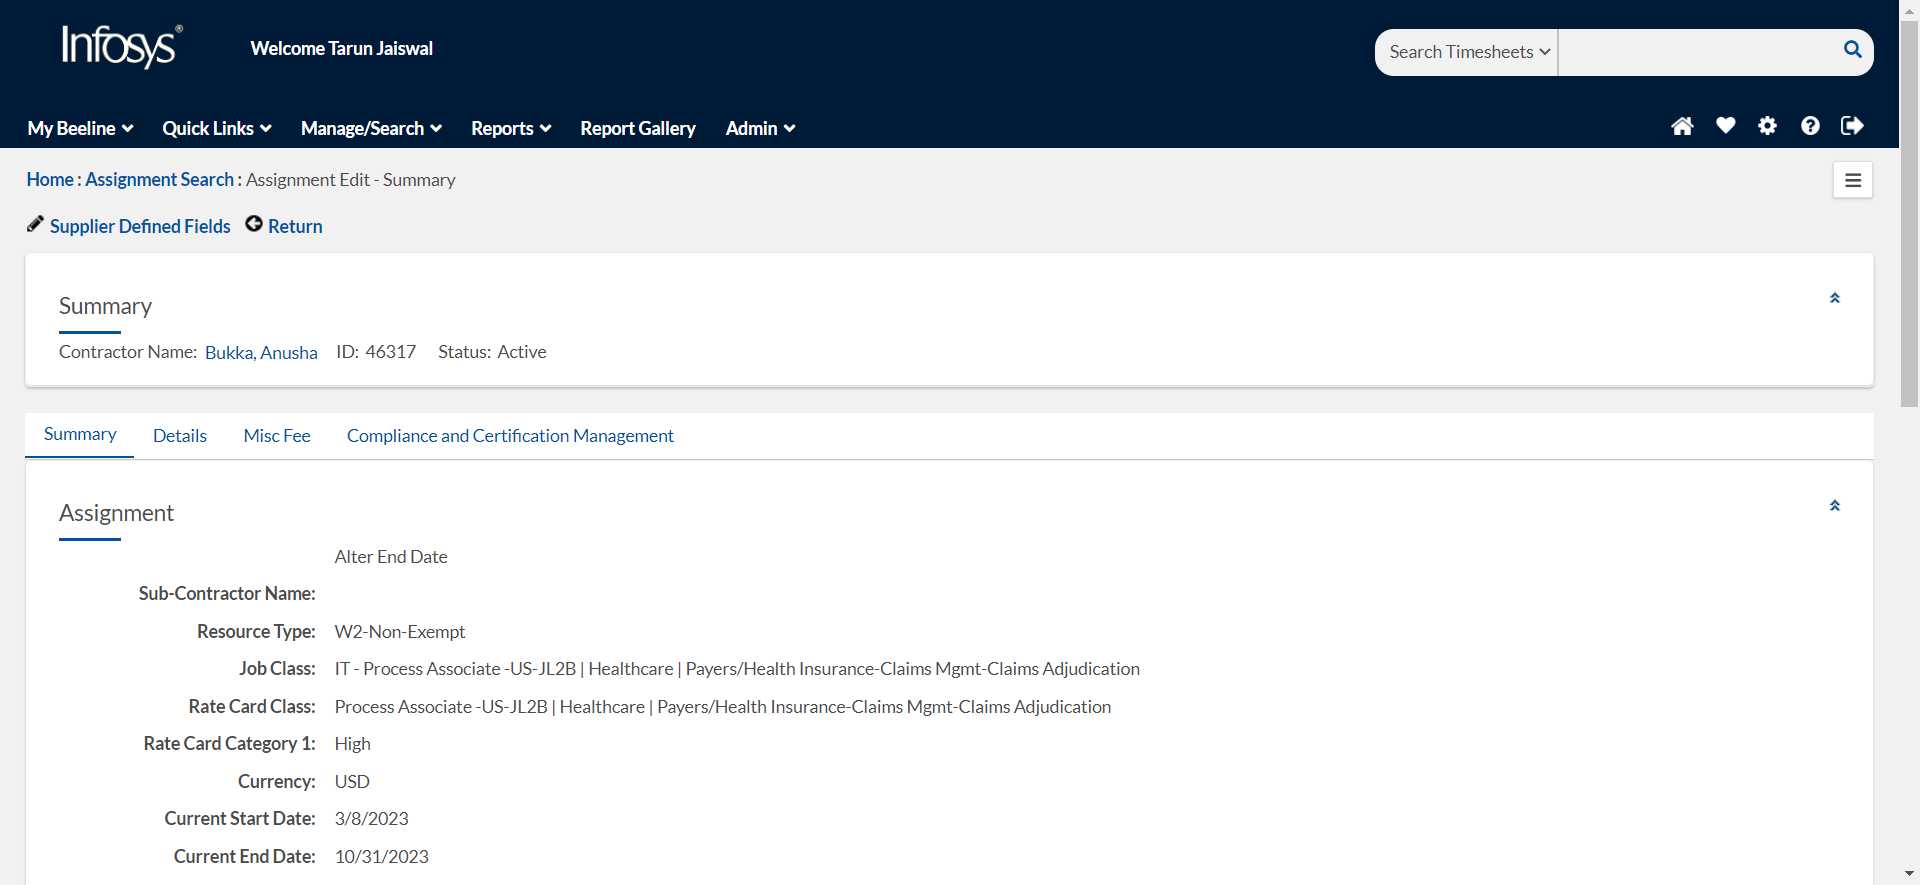 Infosys®
Welcome Tarun Jaiswal
Search Timesheets
My Beeline Quick Links Manage/Search Reports Report Gallery Admin
Home : Assignment Search : Assignment Edit - Summary
Supplier Defined Fields Return
Summary
Contractor Name: Bukka, Anusha ID: 46317 Status: Active
Summary Details Misc Fee Compliance and Certification Management
Assignment
Alter End Date
Sub-Contractor Name:
Resource Type: W2-Non-Exempt
Job Class: IT - Process Associate -US-JL2B | Healthcare | Payers/Health Insurance-Claims Mgmt-Claims Adjudication
Rate Card Class: Process Associate -US-JL2B | Healthcare | Payers/Health Insurance-Claims Mgmt-Claims Adjudication
Rate Card Category 1: High
Currency: USD
Current Start Date: 3/8/2023
Current End Date: 10/31/2023